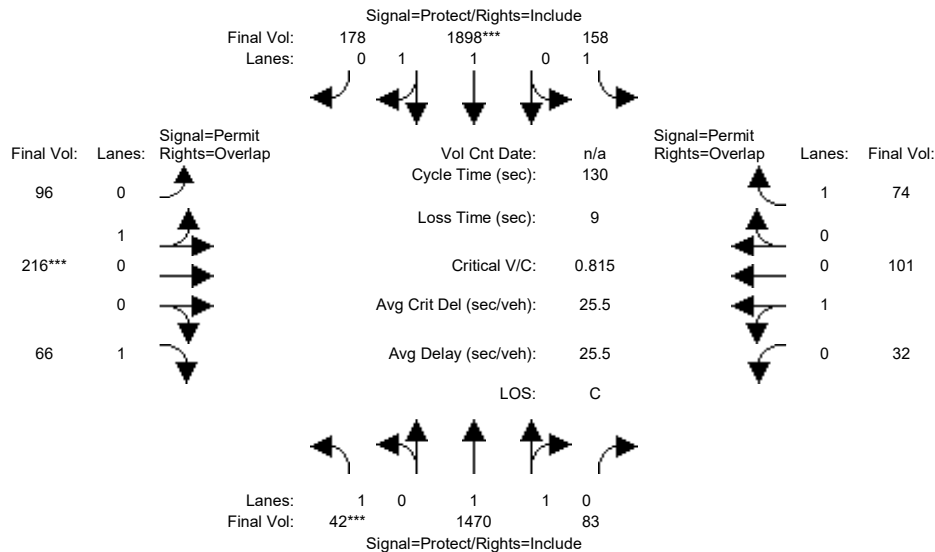 Signal=Protect/Rights=Include
Final Vol: 178 1898*** 158
Lanes: 0 1 1 0 1
Signal=Permit Signal=Permit
Final Vol: Lanes: Rights=Overlap Vol Cnt Date: n/a Rights=Overlap Lanes: Final Vol:
Cycle Time (sec): 130
96 0 1 74
Loss Time (sec): 9
1 0
216*** 0 Critical V/C: 0.815 0 101
0 Avg Crit Del (sec/veh): 25.5 1
66 1 Avg Delay (sec/veh): 25.5 0 32
LOS: C
Lanes: 1 0 1 1 0
Final Vol: 42*** 1470 83
Signal=Protect/Rights=Include